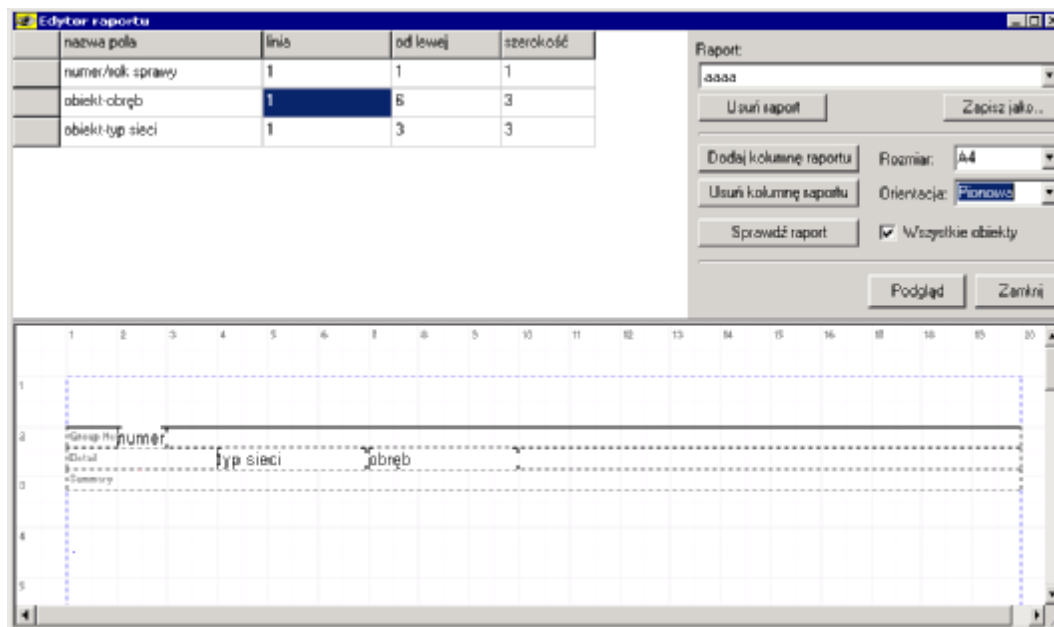 Edytor raportu
nazwa pola linia od lewej szerokość
numer/rok sprawy 1 1 1
obiekt-obręb 1 6 3
obiekt-typ sieci 1 3 3
Raport:
aaaa
Usuń raport Zapisz jako...
Dodaj kolumnę raportu Rozmiar: A4
Usuń kolumnę raportu Orientacja: Pionowa
Sprawdź raport Wszystkie obiekty
Podgląd Zamknij
1 2 3 4 5 6 7 8 9 10 11 12 13 14 15 16 17 18 19 20
1
2 Group He numer
Detail typ sieci obręb
3 Summary
4
5